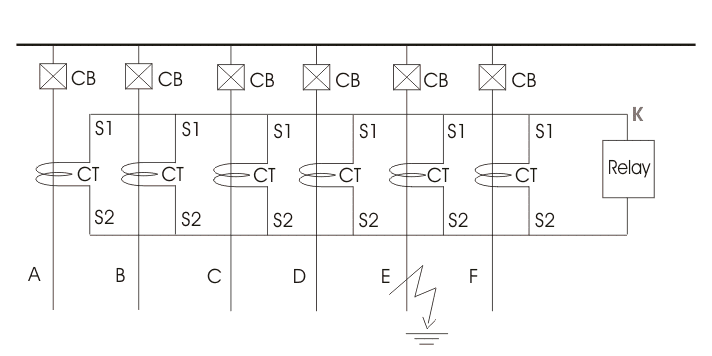 CB CB CB CB CB CB
K
S1 S1 S1 S1 S1 S1
CT CT CT CT CT CT Relay
S2 S2 S2 S2 S2 S2
A B C D E F